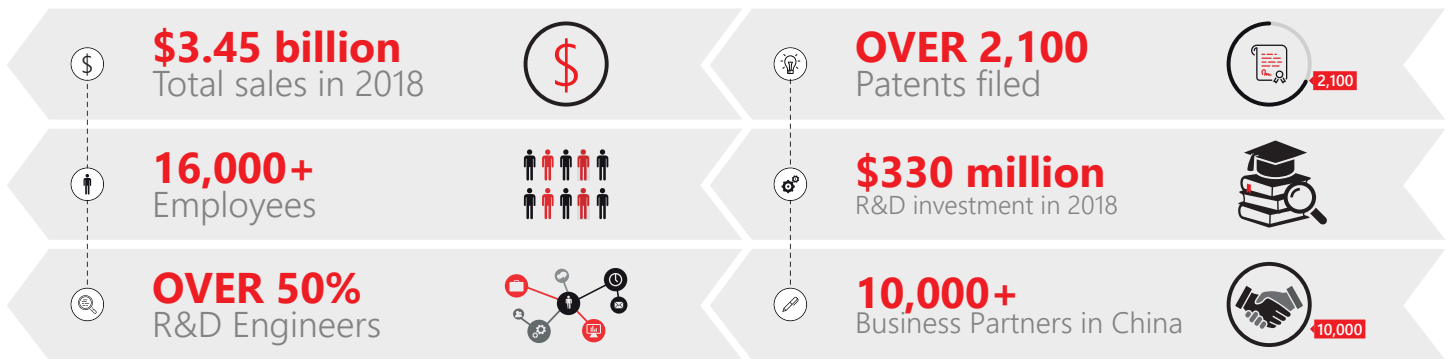 $3.45 billion
Total sales in 2018
$
$
16,000+
Employees
OVER 50%
R&D Engineers
OVER 2,100
Patents filed
2,100
$330 million
R&D investment in 2018
10,000+
Business Partners in China
10,000